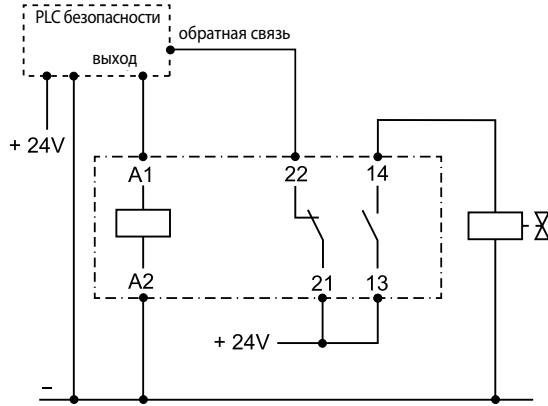 PLC безопасности
обратная связь
выход
+ 24V
A1
22
14
A2
21
13
+ 24V
–